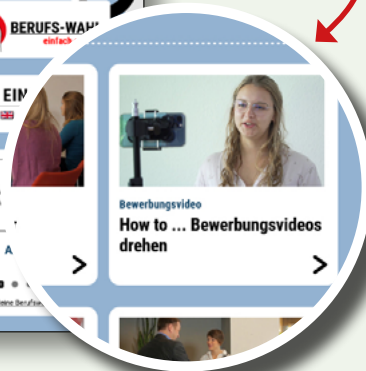 BERUFS-WAHL
einfach
EIN
A
Bewerbungsvideo
How to ... Bewerbungsvideos
drehen